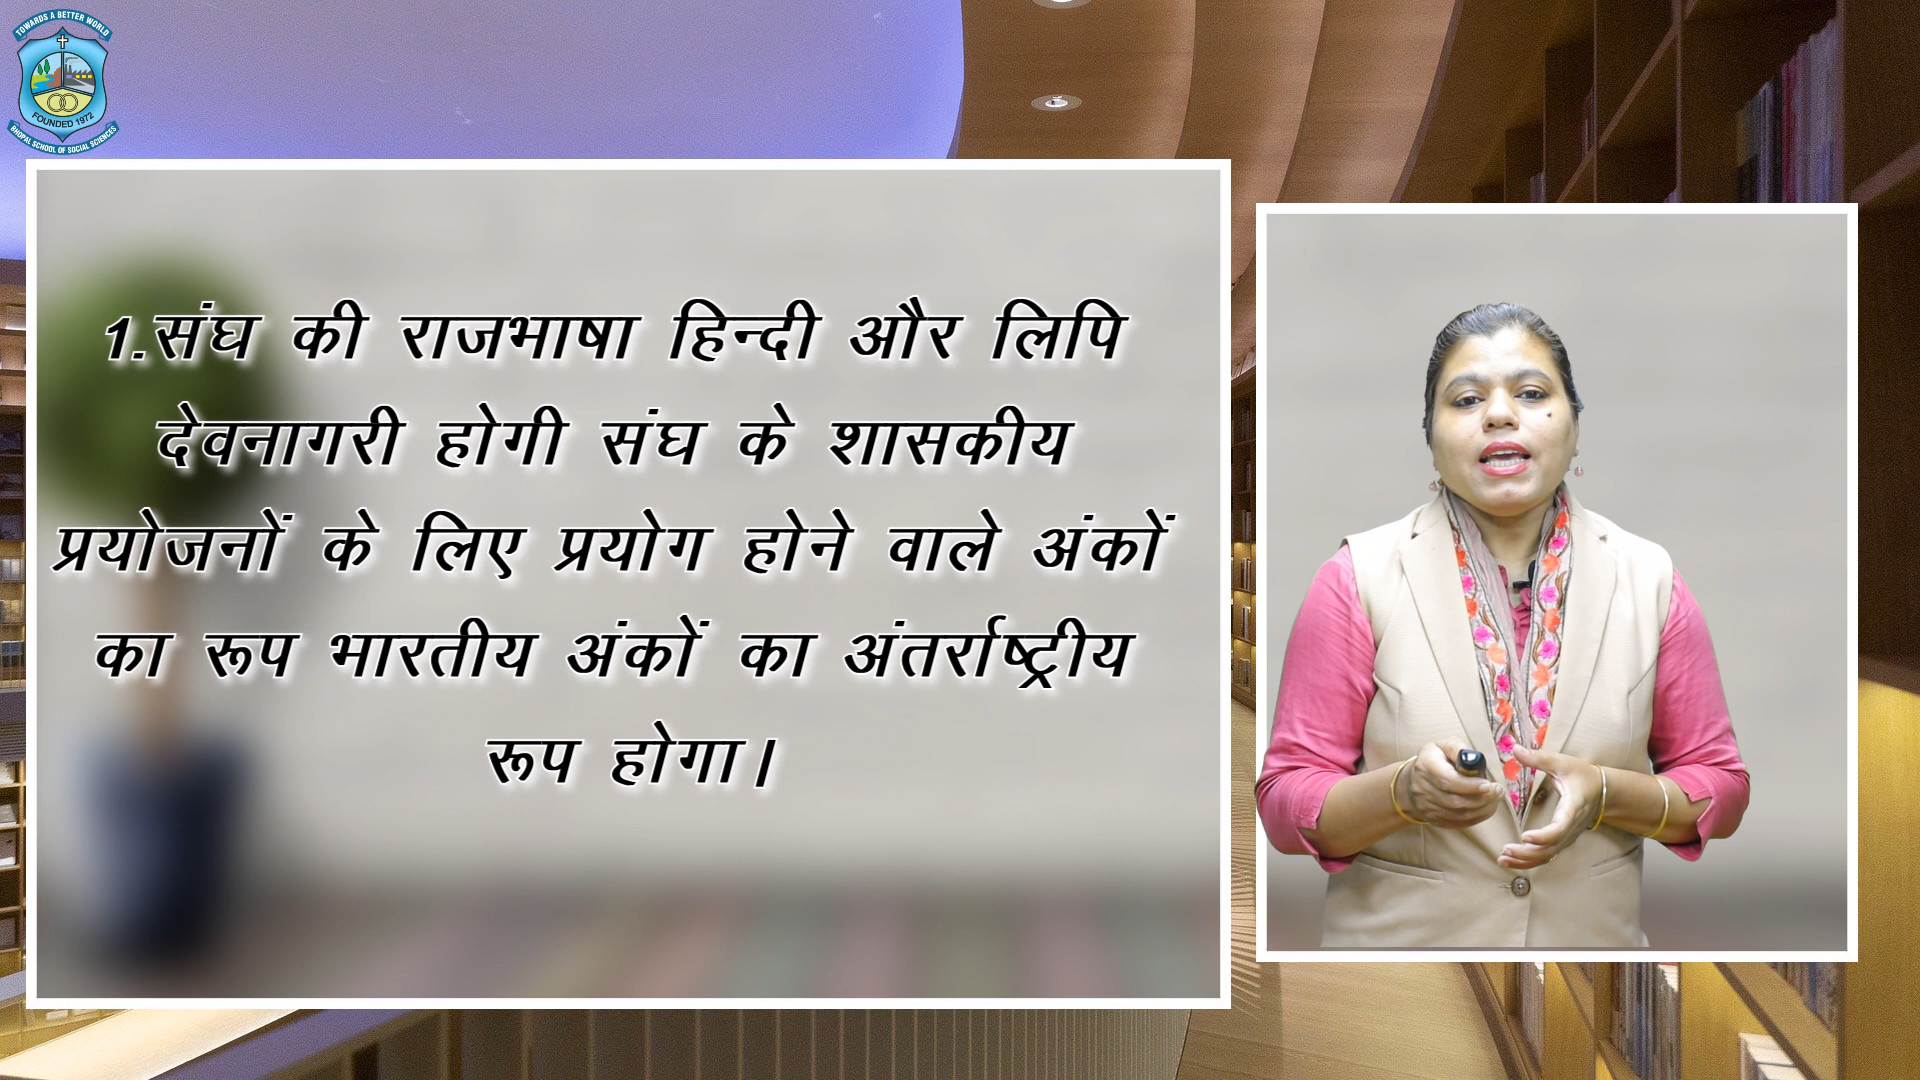 TOWARDS A BETTER WORLD
FOUNDED 1972
BHOPAL SCHOOL OF SOCIAL SCIENCES
1.संघ की राजभाषा हिन्दी और लिपि
देवनागरी होगी संघ के शासकीय
प्रयोजनों के लिए प्रयोग होने वाले अंकों
का रूप भारतीय अंकों का अंतर्राष्ट्रीय
रूप होगा।